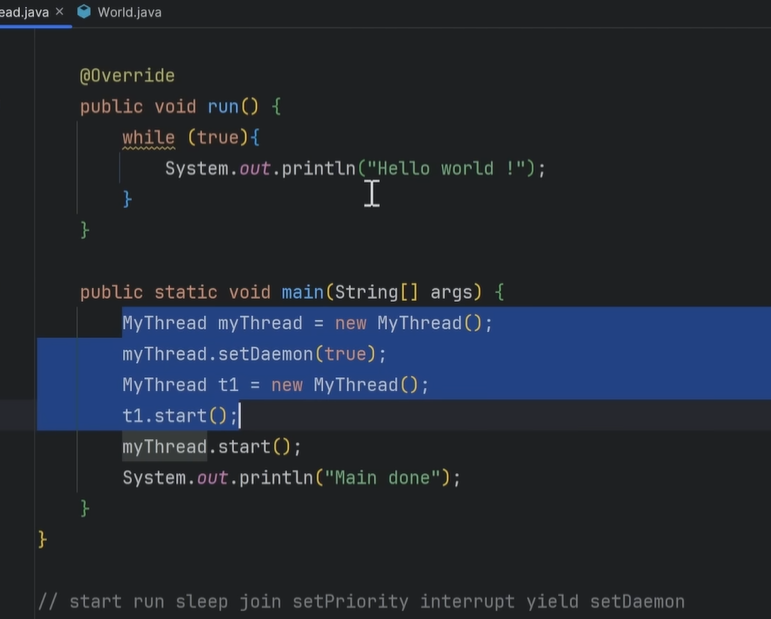 ead.java × World.java
@Override
public void run() {
while (true){
System.out.println("Hello world !");
}
}
public static void main(String[] args) {
MyThread myThread = new MyThread();
myThread.setDaemon(true);
MyThread t1 = new MyThread();
t1.start();
myThread.start();
System.out.println("Main done");
}
}
// start run sleep join setPriority interrupt yield setDaemon